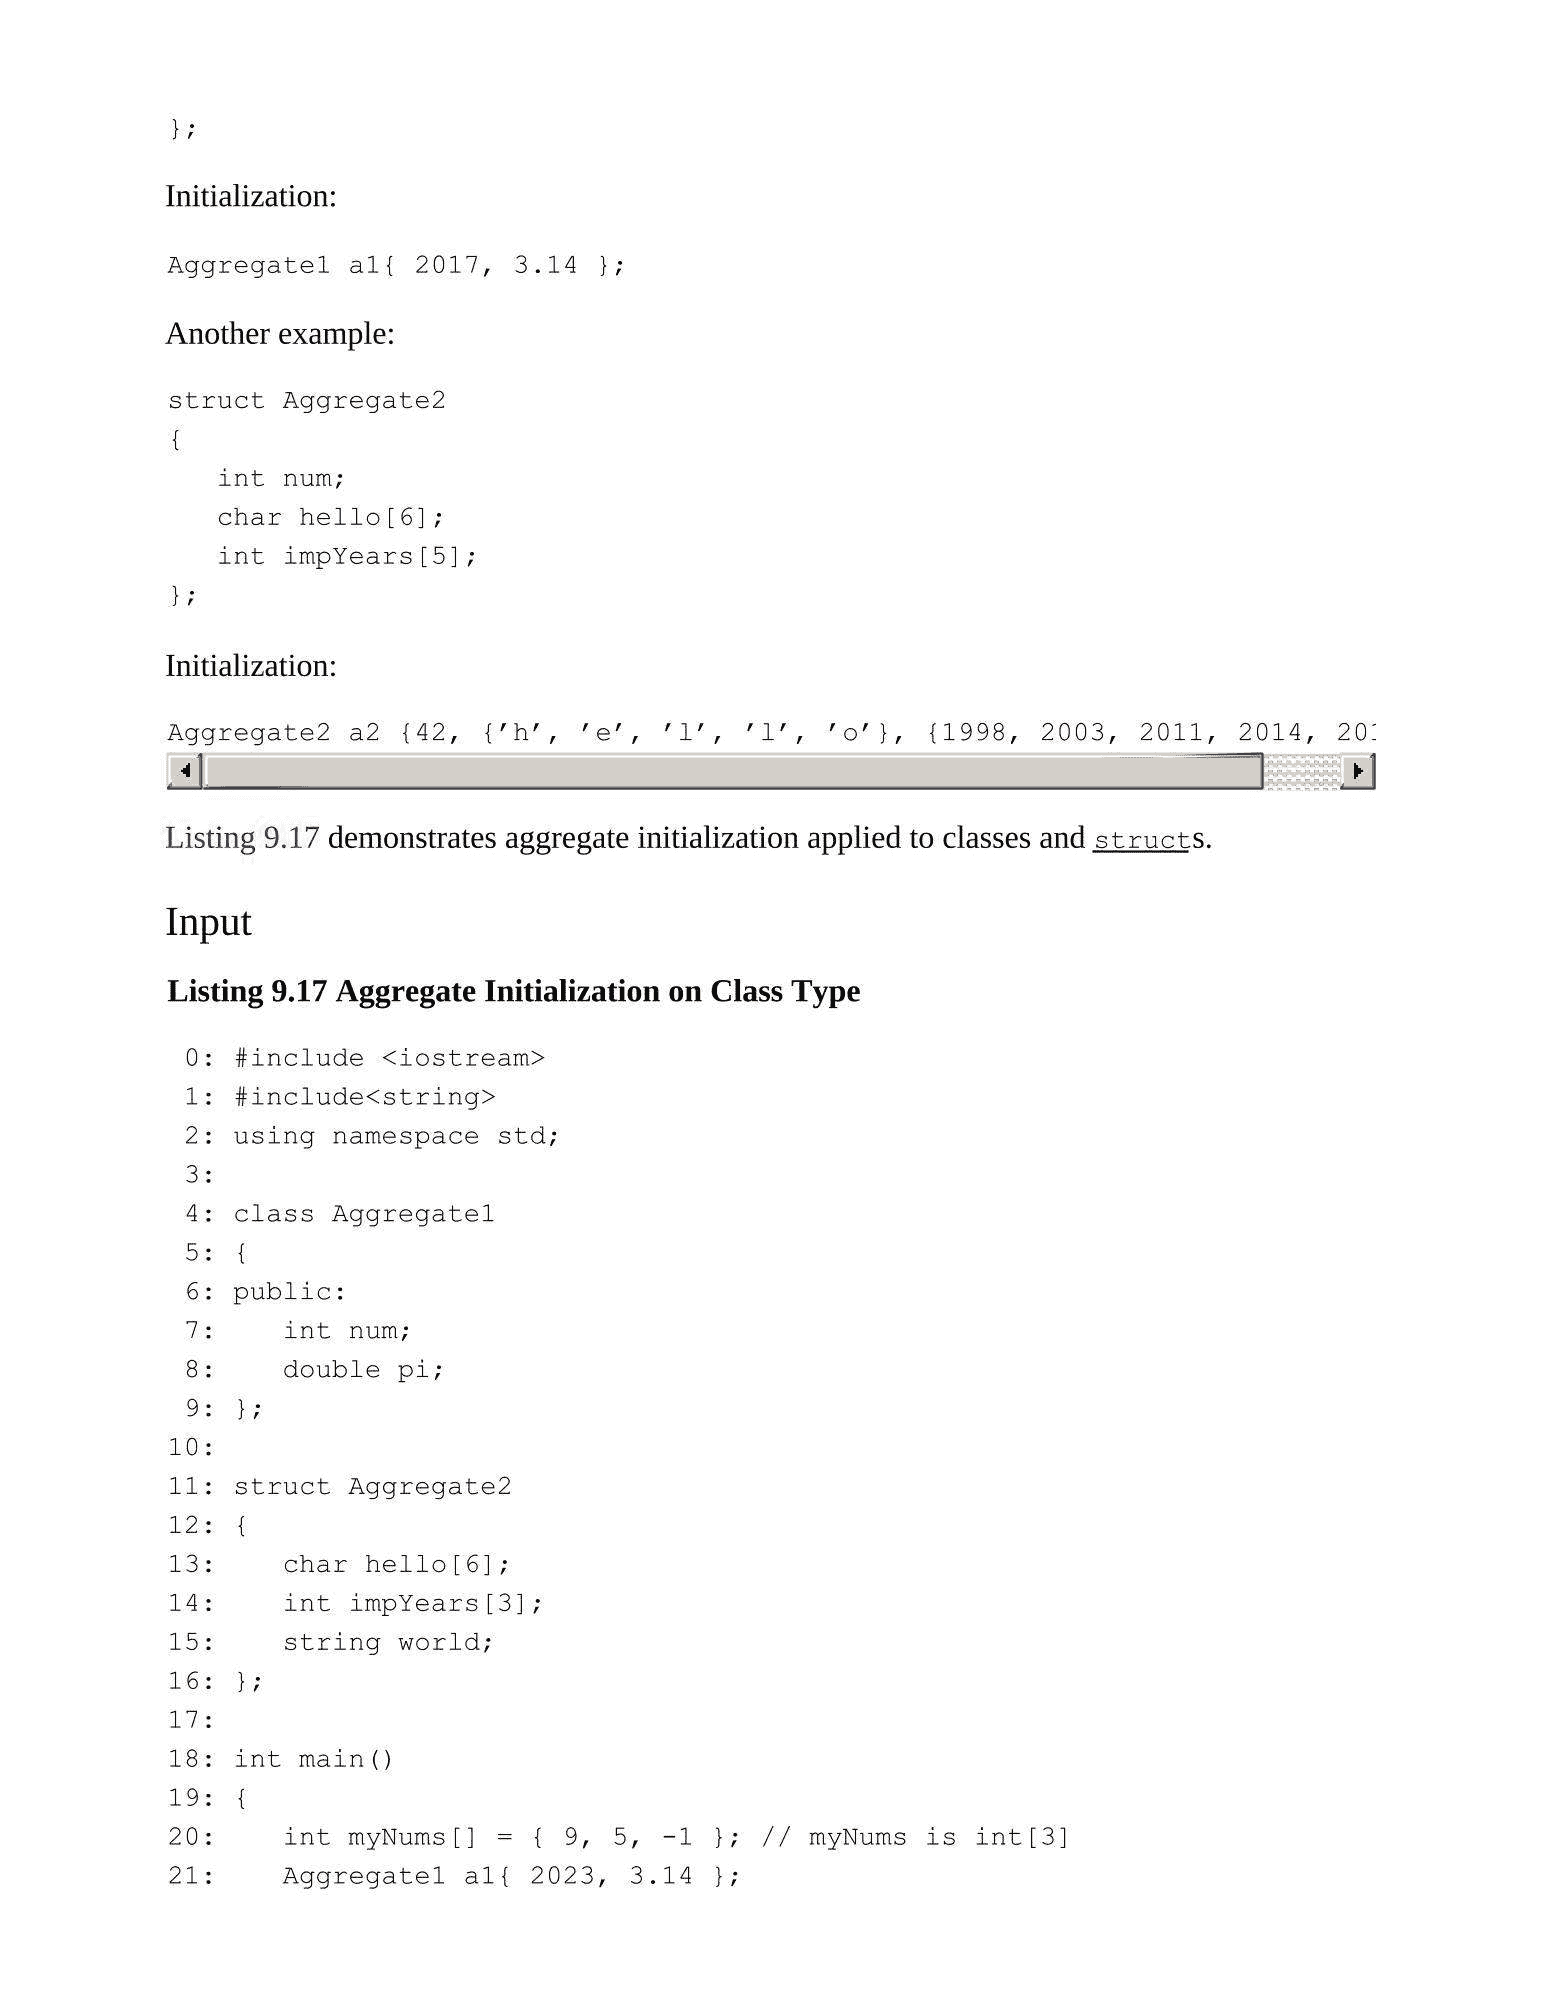 };
Initialization:
Aggregate1 a1{ 2017, 3.14 };
Another example:
struct Aggregate2
{
   int num;
   char hello[6];
   int impYears[5];
};
Initialization:
Aggregate2 a2 {42, {’h’, ’e’, ’l’, ’l’, ’o’}, {1998, 2003, 2011, 2014, 201
Listing 9.17 demonstrates aggregate initialization applied to classes and structs.
Input
Listing 9.17 Aggregate Initialization on Class Type
 0: #include <iostream>
 1: #include<string>
 2: using namespace std;
 3:
 4: class Aggregate1
 5: {
 6: public:
 7:    int num;
 8:    double pi;
 9: };
10:
11: struct Aggregate2
12: {
13:    char hello[6];
14:    int impYears[3];
15:    string world;
16: };
17:
18: int main()
19: {
20:    int myNums[] = { 9, 5, -1 }; // myNums is int[3]
21:    Aggregate1 a1{ 2023, 3.14 };